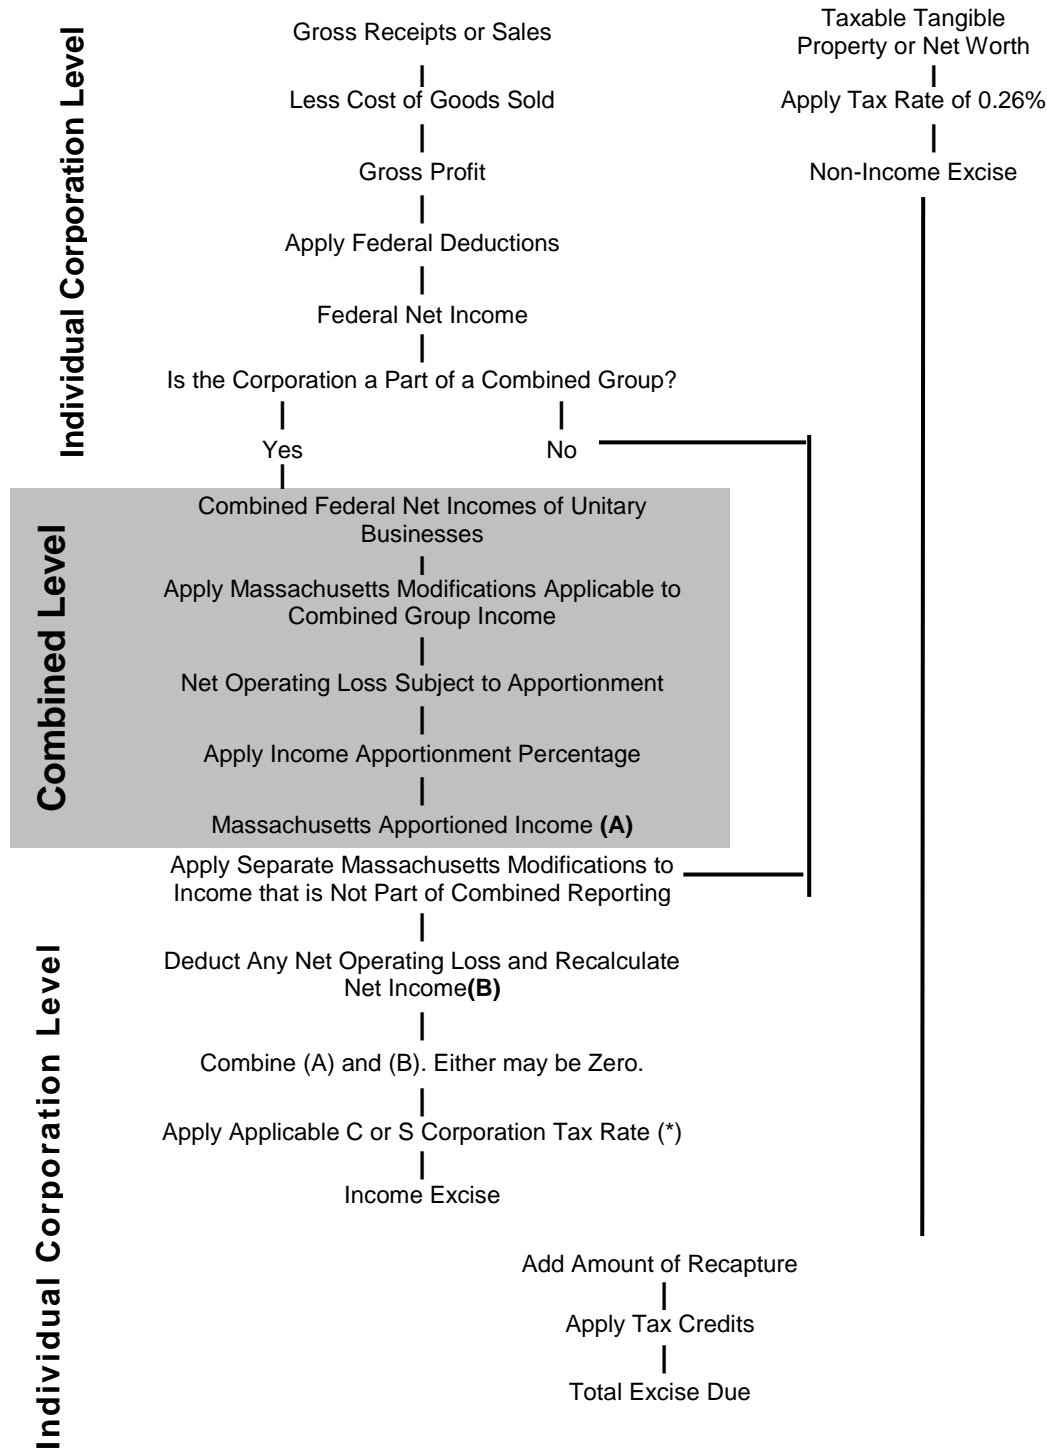 Individual Corporation Level
Gross Receipts or Sales
Less Cost of Goods Sold
Gross Profit
Apply Federal Deductions
Federal Net Income
Is the Corporation a Part of a Combined Group?
Yes
No
Taxable Tangible
Property or Net Worth
Apply Tax Rate of 0.26%
Non-Income Excise
Combined Level
Combined Federal Net Incomes of Unitary
Businesses
Apply Massachusetts Modifications Applicable to
Combined Group Income
Net Operating Loss Subject to Apportionment
Apply Income Apportionment Percentage
Massachusetts Apportioned Income (A)
Individual Corporation Level
Apply Separate Massachusetts Modifications to
Income that is Not Part of Combined Reporting
Deduct Any Net Operating Loss and Recalculate
Net Income(B)
Combine (A) and (B). Either may be Zero.
Apply Applicable C or S Corporation Tax Rate (*)
Income Excise
Add Amount of Recapture
Apply Tax Credits
Total Excise Due